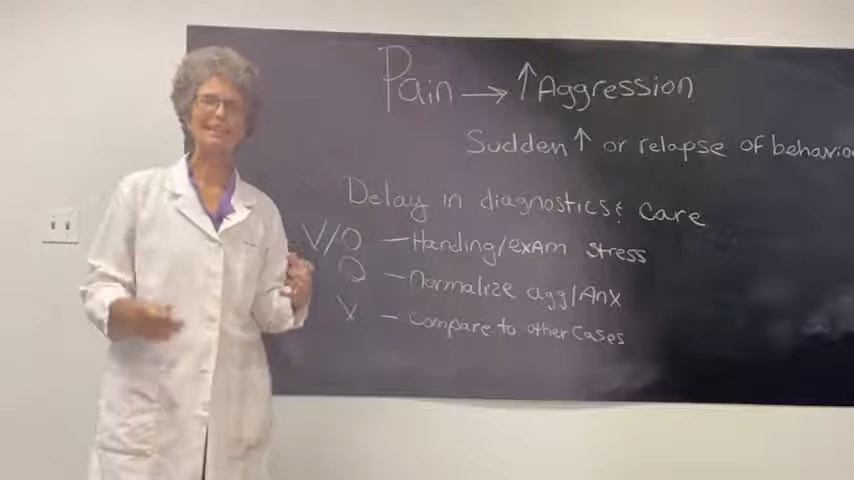 Pain → ↑ Aggression
Sudden ↑ or relapse of behavio
Delay in diagnostics & care
V/O - Handing/exam stress
O - Normalize agg/Anx
V - compare to other cases